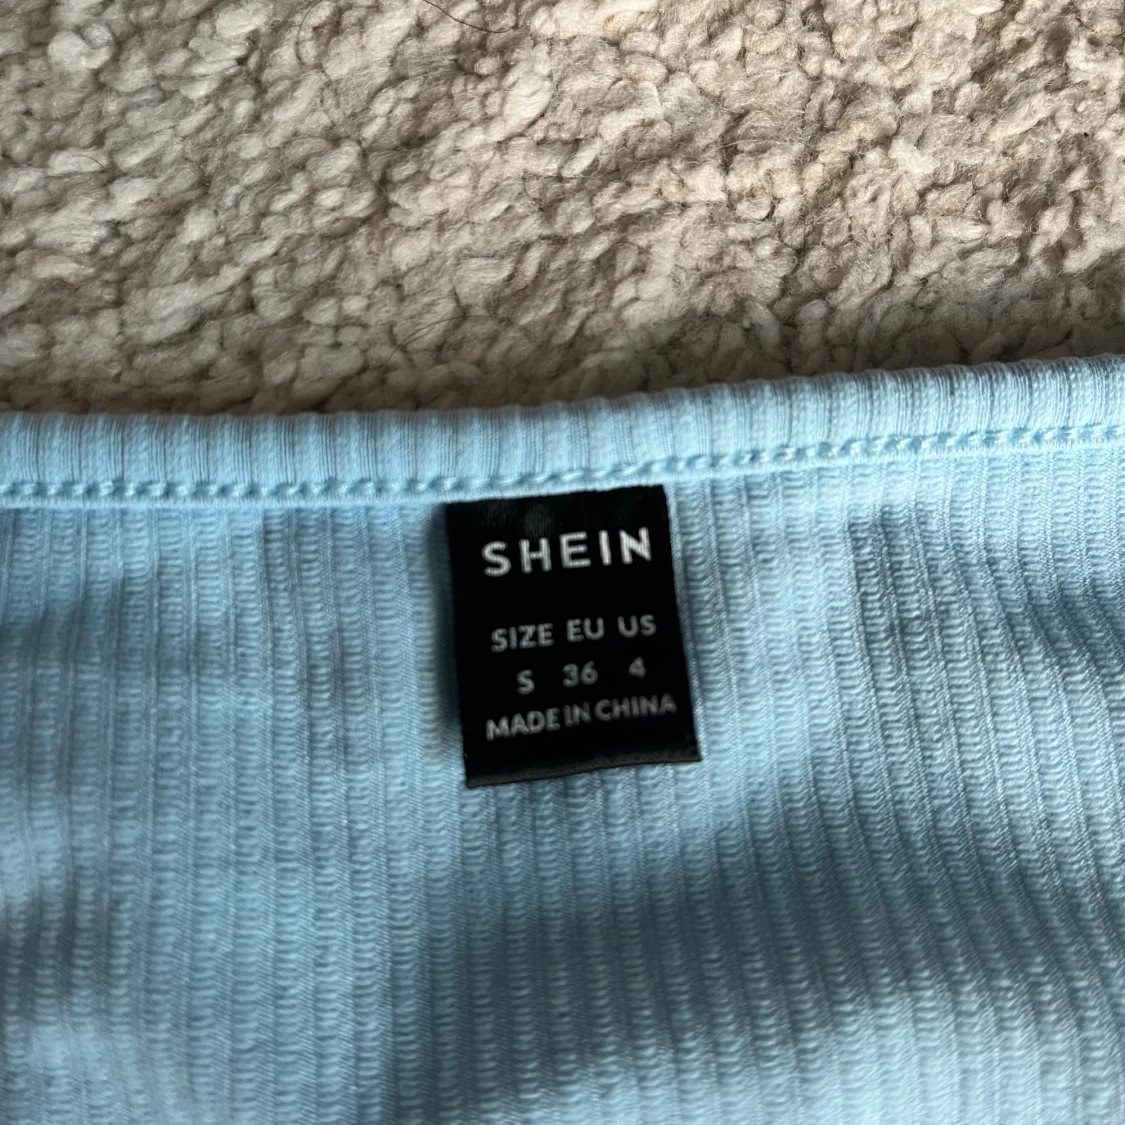 SHEIN
SIZE EU US
S 36 4
MADE IN CHINA